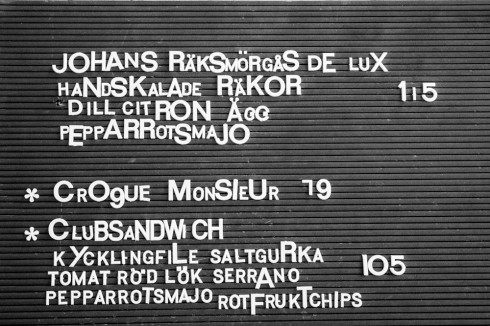 JOHANS RÄKSMÖRGÅS DE LUX
HANDSKALADE RÄKOR 115
DILL CITRON ÄGG
PEPPARROTSMAJO
* CROGUE MONSIEUR 79
* CLUBSANDWICH
KYCKLINGFILE SALTGURKA 105
TOMAT RÖD LÖK SERRANO
PEPPARROTSMAJO ROTFRUKTCHIPS